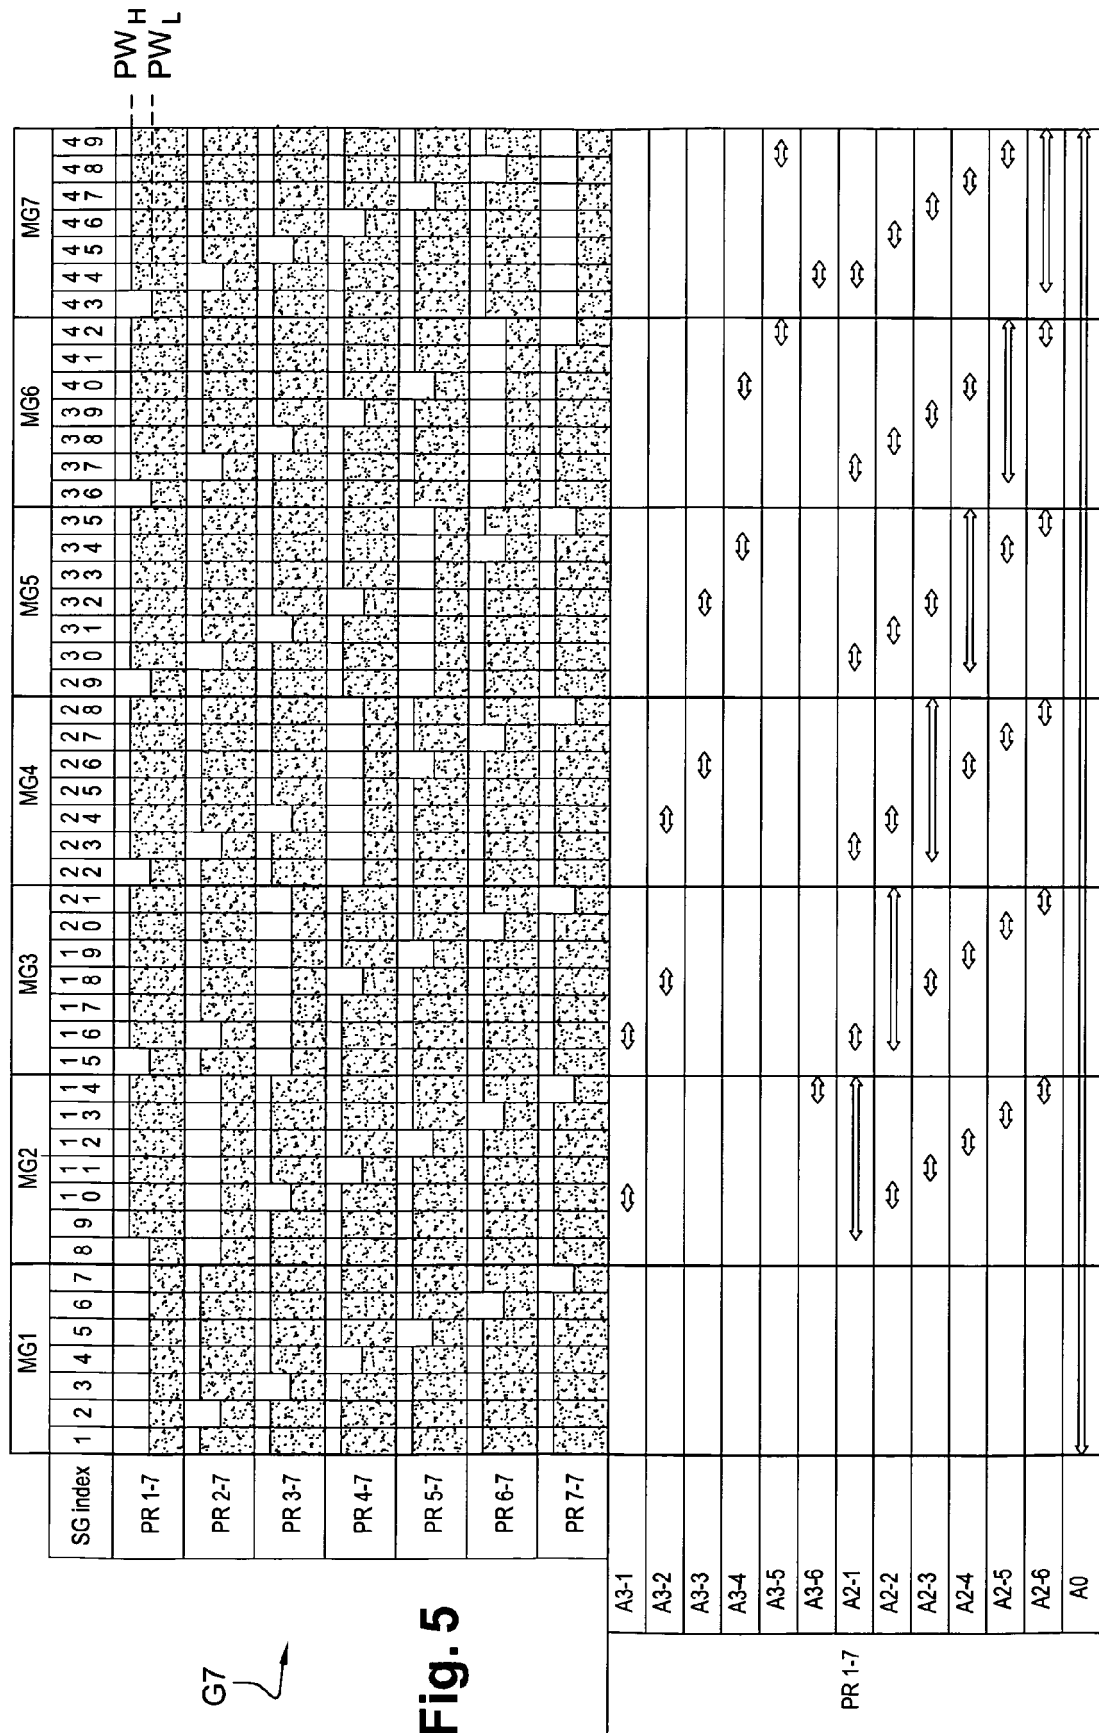 G7
Fig. 5
MG1 MG2 MG3 MG4 MG5 MG6 MG7
SG index 1 2 3 4 5 6 7 8 9 10 11 12 13 14 15 16 17 18 19 20 21 22 23 24 25 26 27 28 29 30 31 32 33 34 35 36 37 38 39 40 41 42 43 44 45 46 47 48 49
PR 1-7
PWH
PWL
PR 2-7
PR 3-7
PR 4-7
PR 5-7
PR 6-7
PR 7-7
PR 1-7
A3-1
A3-2
A3-3
A3-4
A3-5
A3-6
A2-1
A2-2
A2-3
A2-4
A2-5
A2-6
A0